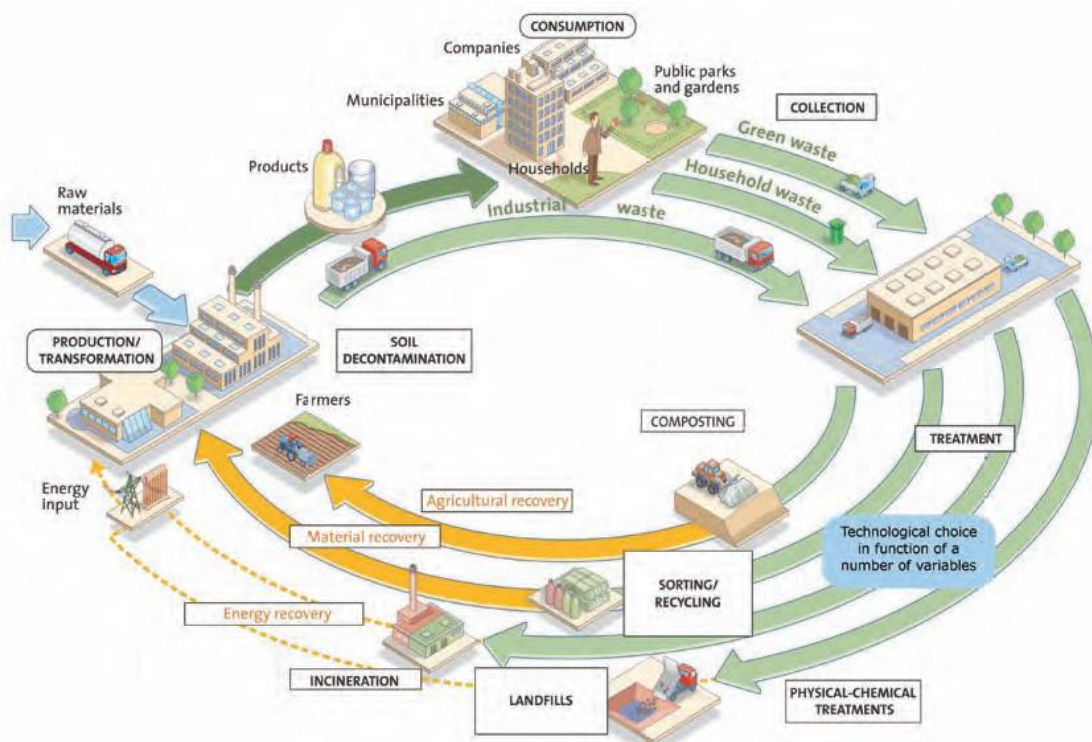 CONSUMPTION
Companies
Municipalities
Public parks
and gardens
Households
COLLECTION
Green waste
Household waste
Industrial waste
Products
Raw
materials
PRODUCTION/
TRANSFORMATION
SOIL
DECONTAMINATION
Farmers
COMPOSTING
TREATMENT
Energy
input
Agricultural recovery
Material recovery
Technological choice
in function of a
number of variables
SORTING/
RECYCLING
Energy recovery
INCINERATION
LANDFILLS
PHYSICAL-CHEMICAL
TREATMENTS